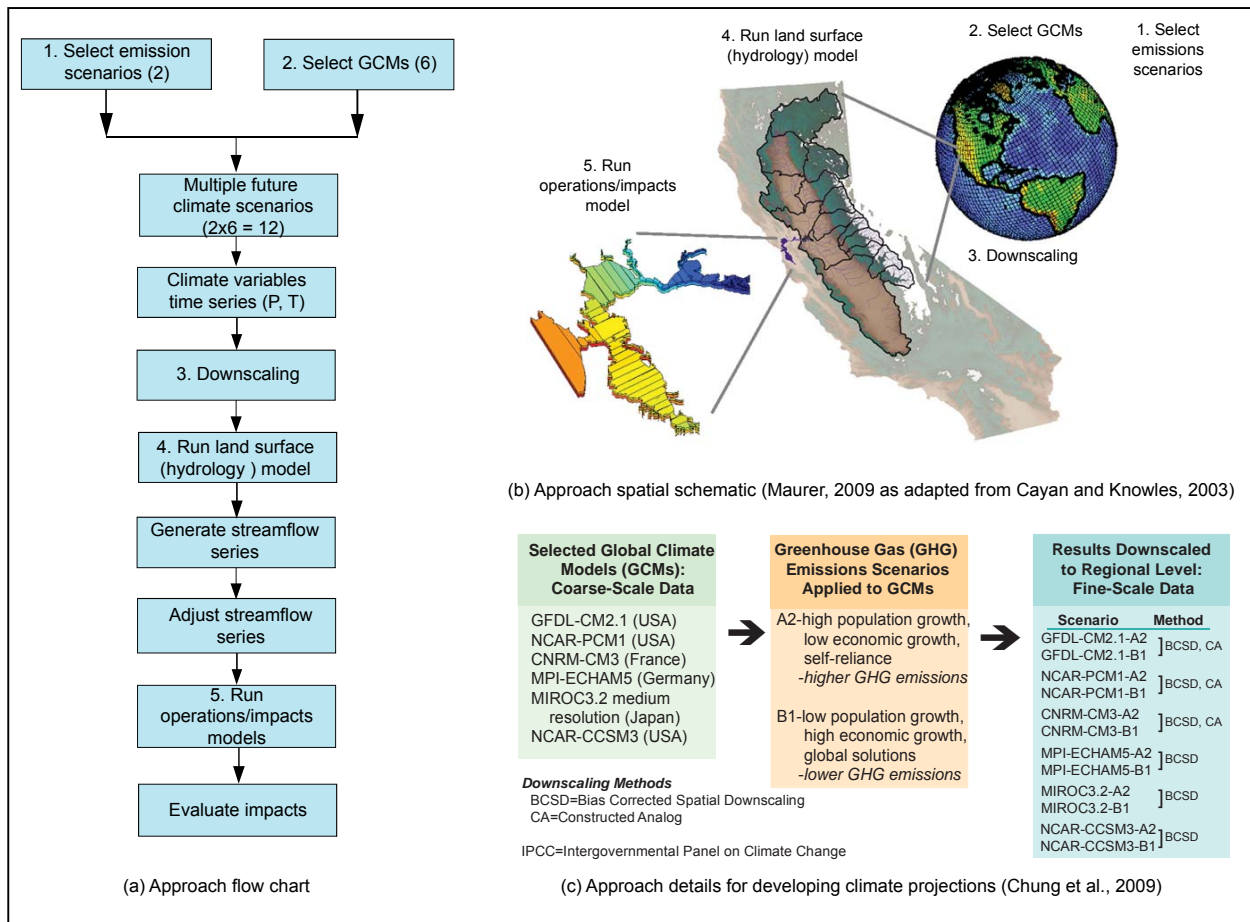 1. Select emission
scenarios (2)
2. Select GCMs (6)
Multiple future
climate scenarios
(2x6 = 12)
Climate variables
time series (P, T)
3. Downscaling
4. Run land surface
(hydrology ) model
Generate streamflow
series
Adjust streamflow
series
5. Run
operations/impacts
models
Evaluate impacts
(a) Approach flow chart
4. Run land surface
(hydrology) model
2. Select GCMs
1. Select
emissions
scenarios
5. Run
operations/impacts
model
3. Downscaling
(b) Approach spatial schematic (Maurer, 2009 as adapted from Cayan and Knowles, 2003)
Selected Global Climate
Models (GCMs):
Coarse-Scale Data
GFDL-CM2.1 (USA)
NCAR-PCM1 (USA)
CNRM-CM3 (France)
MPI-ECHAM5 (Germany)
MIROC3.2 medium
resolution (Japan)
NCAR-CCSM3 (USA)
Greenhouse Gas (GHG)
Emissions Scenarios
Applied to GCMs
A2-high population growth,
low economic growth,
self-reliance
-higher GHG emissions
B1-low population growth,
high economic growth,
global solutions
-lower GHG emissions
Results Downscaled
to Regional Level:
Fine-Scale Data
Scenario Method
GFDL-CM2.1-A2
GFDL-CM2.1-B1
]BCSD, CA
NCAR-PCM1-A2
NCAR-PCM1-B1
]BCSD, CA
CNRM-CM3-A2
CNRM-CM3-B1
]BCSD, CA
MPI-ECHAM5-A2
MPI-ECHAM5-B1
]BCSD
MIROC3.2-A2
MIROC3.2-B1
]BCSD
NCAR-CCSM3-A2
NCAR-CCSM3-B1
]BCSD
Downscaling Methods
BCSD=Bias Corrected Spatial Downscaling
CA=Constructed Analog
IPCC=Intergovernmental Panel on Climate Change
(c) Approach details for developing climate projections (Chung et al., 2009)